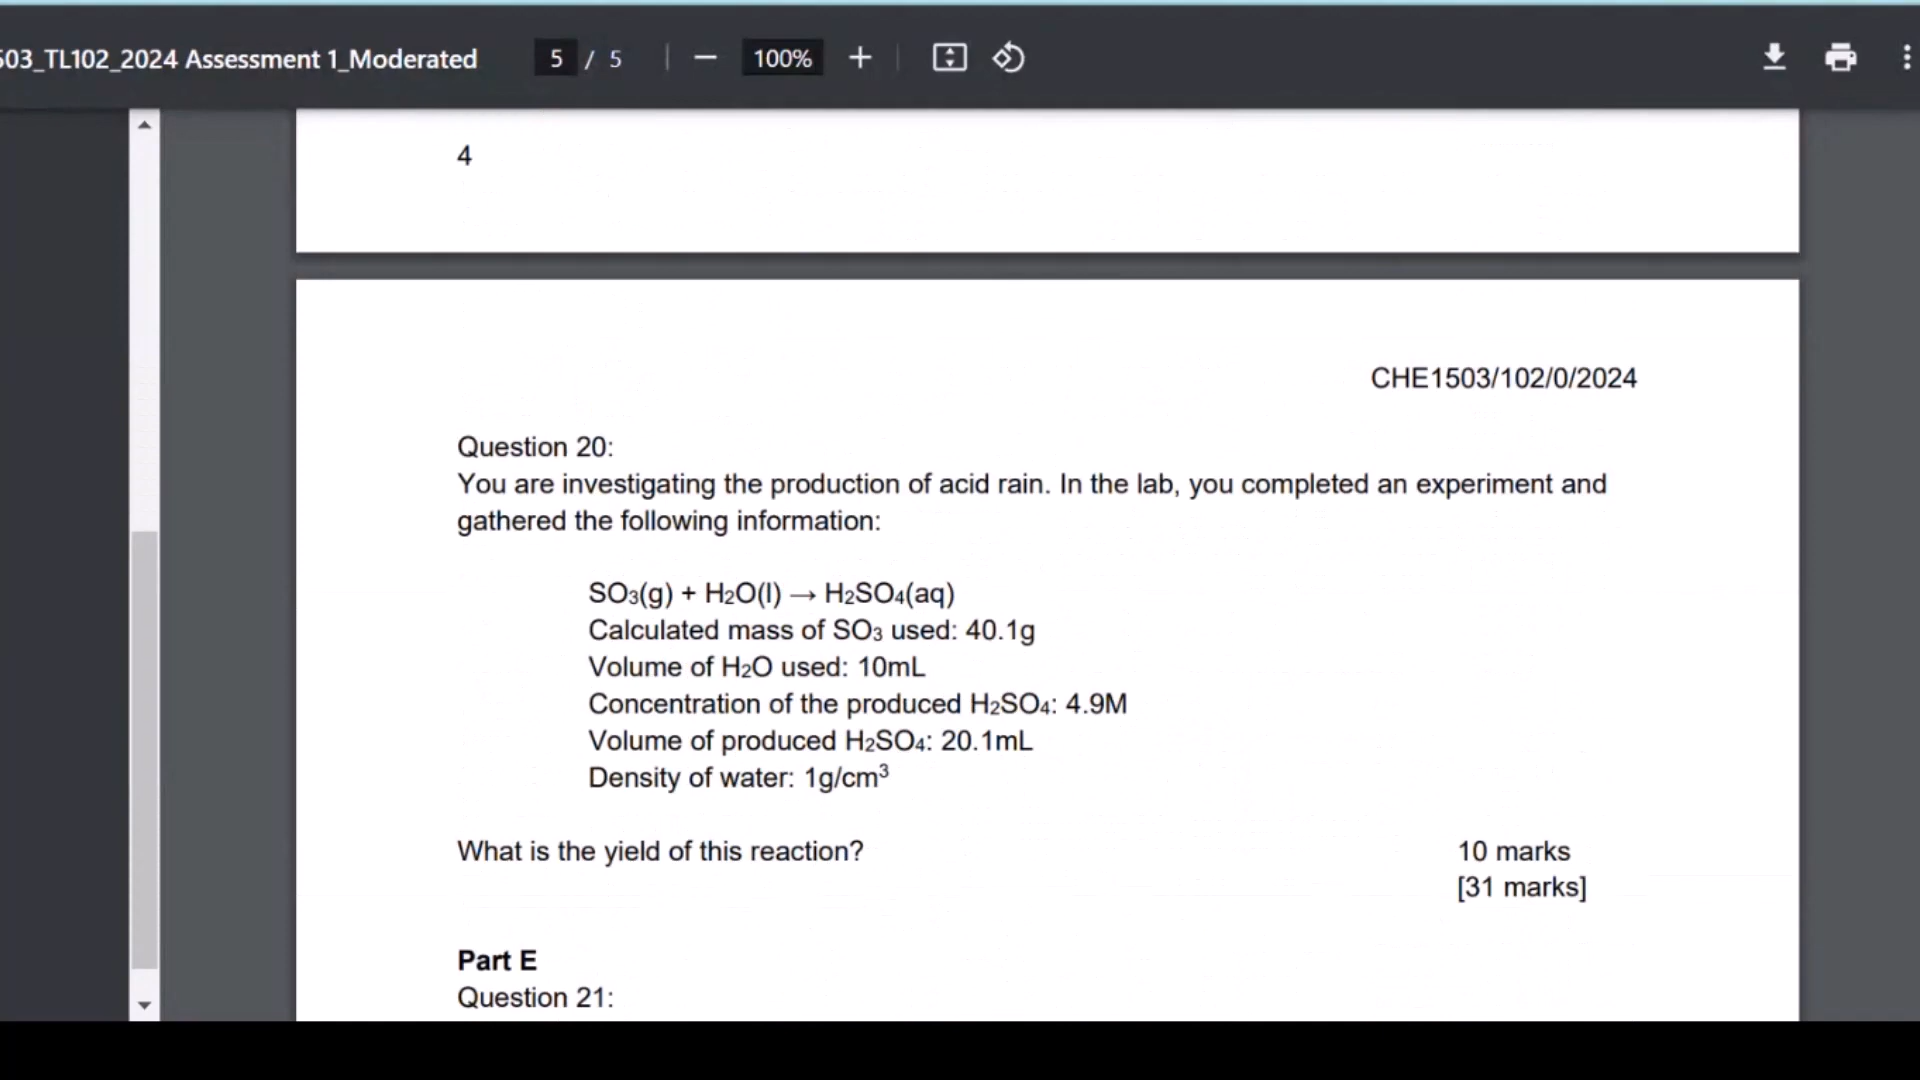 503_TL102_2024 Assessment 1_Moderated 5 / 5 100%
4
CHE1503/102/0/2024
Question 20:
You are investigating the production of acid rain. In the lab, you completed an experiment and
gathered the following information:
SO₃(g) + H₂O(l) → H₂SO₄(aq)
Calculated mass of SO₃ used: 40.1g
Volume of H₂O used: 10mL
Concentration of the produced H₂SO₄: 4.9M
Volume of produced H₂SO₄: 20.1mL
Density of water: 1g/cm³
What is the yield of this reaction? 10 marks
[31 marks]
Part E
Question 21: